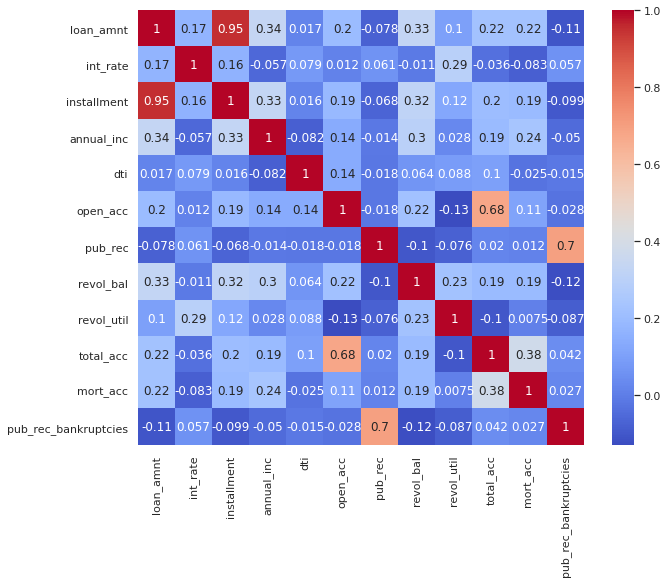 loan_amnt 1 0.17 0.95 0.34 0.017 0.2 -0.078 0.33 0.1 0.22 0.22 -0.11
int_rate 0.17 1 0.16 -0.057 0.079 0.012 0.061 -0.011 0.29 -0.036 -0.083 0.057
installment 0.95 0.16 1 0.33 0.016 0.19 -0.068 0.32 0.12 0.2 0.19 -0.099
annual_inc 0.34 -0.057 0.33 1 -0.082 0.14 -0.014 0.3 0.028 0.19 0.24 -0.05
dti 0.017 0.079 0.016 -0.082 1 0.14 -0.018 0.064 0.088 0.1 -0.025 -0.015
open_acc 0.2 0.012 0.19 0.14 0.14 1 -0.018 0.22 -0.13 0.68 0.11 -0.028
pub_rec -0.078 0.061 -0.068 -0.014 -0.018 -0.018 1 -0.1 -0.076 0.02 0.012 0.7
revol_bal 0.33 -0.011 0.32 0.3 0.064 0.22 -0.1 1 0.23 0.19 0.19 -0.12
revol_util 0.1 0.29 0.12 0.028 0.088 -0.13 -0.076 0.23 1 -0.1 0.0075 -0.087
total_acc 0.22 -0.036 0.2 0.19 0.1 0.68 0.02 0.19 -0.1 1 0.38 0.042
mort_acc 0.22 -0.083 0.19 0.24 -0.025 0.11 0.012 0.19 0.0075 0.38 1 0.027
pub_rec_bankruptcies -0.11 0.057 -0.099 -0.05 -0.015 -0.028 0.7 -0.12 -0.087 0.042 0.027 1
loan_amnt
int_rate
installment
annual_inc
dti
open_acc
pub_rec
revol_bal
revol_util
total_acc
mort_acc
pub_rec_bankruptcies
1.0
0.8
0.6
0.4
0.2
0.0